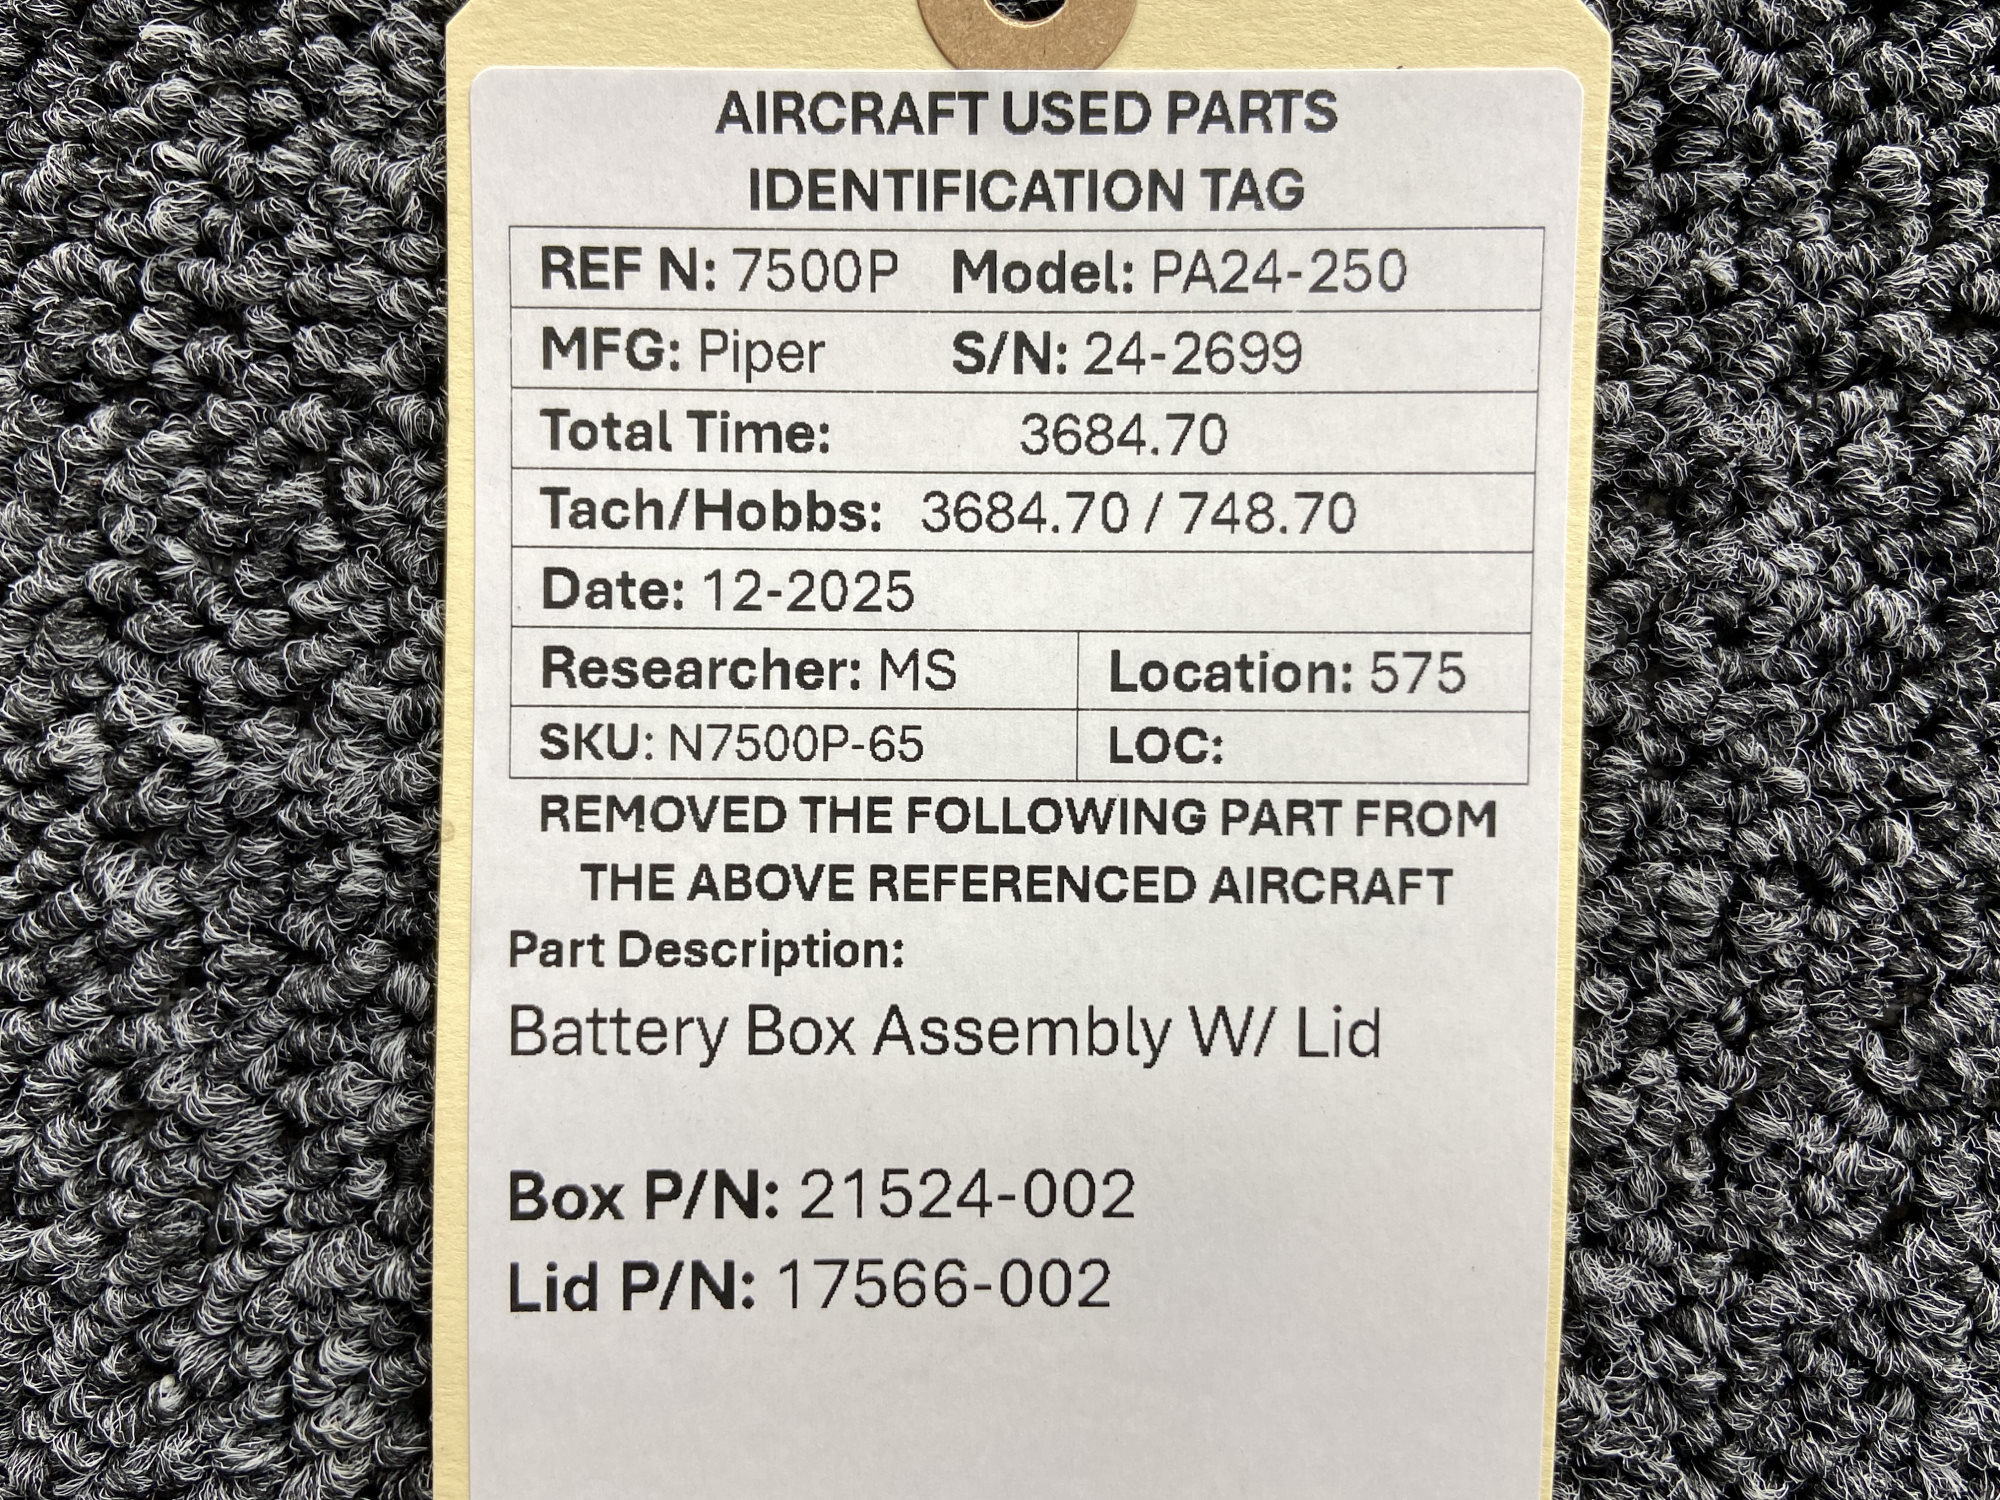 AIRCRAFT USED PARTS
IDENTIFICATION TAG
REF N: 7500P Model: PA24-250
MFG: Piper S/N: 24-2699
Total Time: 3684.70
Tach/Hobbs: 3684.70 / 748.70
Date: 12-2025
Researcher: MS Location: 575
SKU: N7500P-65 LOC:
REMOVED THE FOLLOWING PART FROM
THE ABOVE REFERENCED AIRCRAFT
Part Description:
Battery Box Assembly W/ Lid
Box P/N: 21524-002
Lid P/N: 17566-002